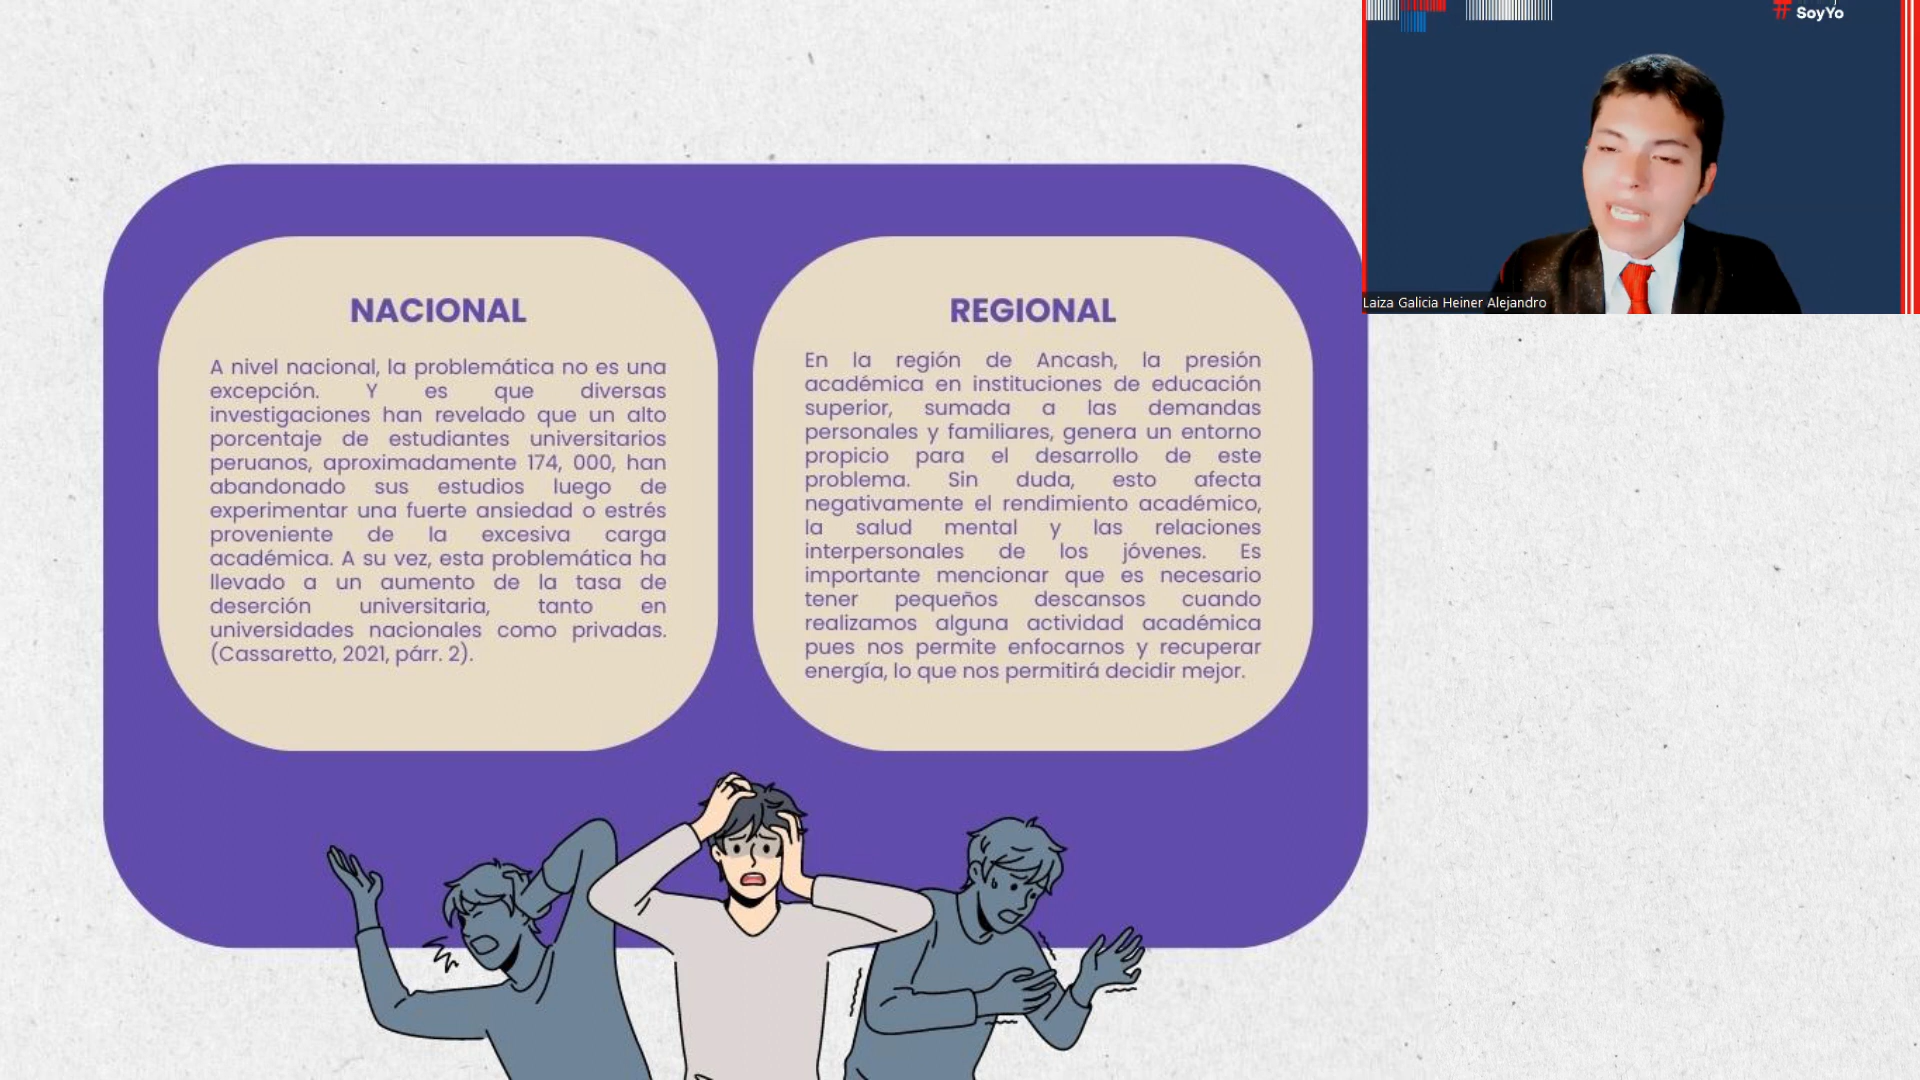 NACIONAL
A nivel nacional, la problemática no es una
excepción. Y es que diversas
investigaciones han revelado que un alto
porcentaje de estudiantes universitarios
peruanos, aproximadamente 174, 000, han
abandonado sus estudios luego de
experimentar una fuerte ansiedad o estrés
proveniente de la excesiva carga
académica. A su vez, esta problemática ha
llevado a un aumento de la tasa de
deserción universitaria, tanto en
universidades nacionales como privadas.
(Cassaretto, 2021, párr. 2).
REGIONAL
En la región de Ancash, la presión
académica en instituciones de educación
superior, sumada a las demandas
personales y familiares, genera un entorno
propicio para el desarrollo de este
problema. Sin duda, esto afecta
negativamente el rendimiento académico,
la salud mental y las relaciones
interpersonales de los jóvenes. Es
importante mencionar que es necesario
tener pequeños descansos cuando
realizamos alguna actividad académica
pues nos permite enfocarnos y recuperar
energía, lo que nos permitirá decidir mejor.
# SoyYo
Laiza Galicia Heiner Alejandro